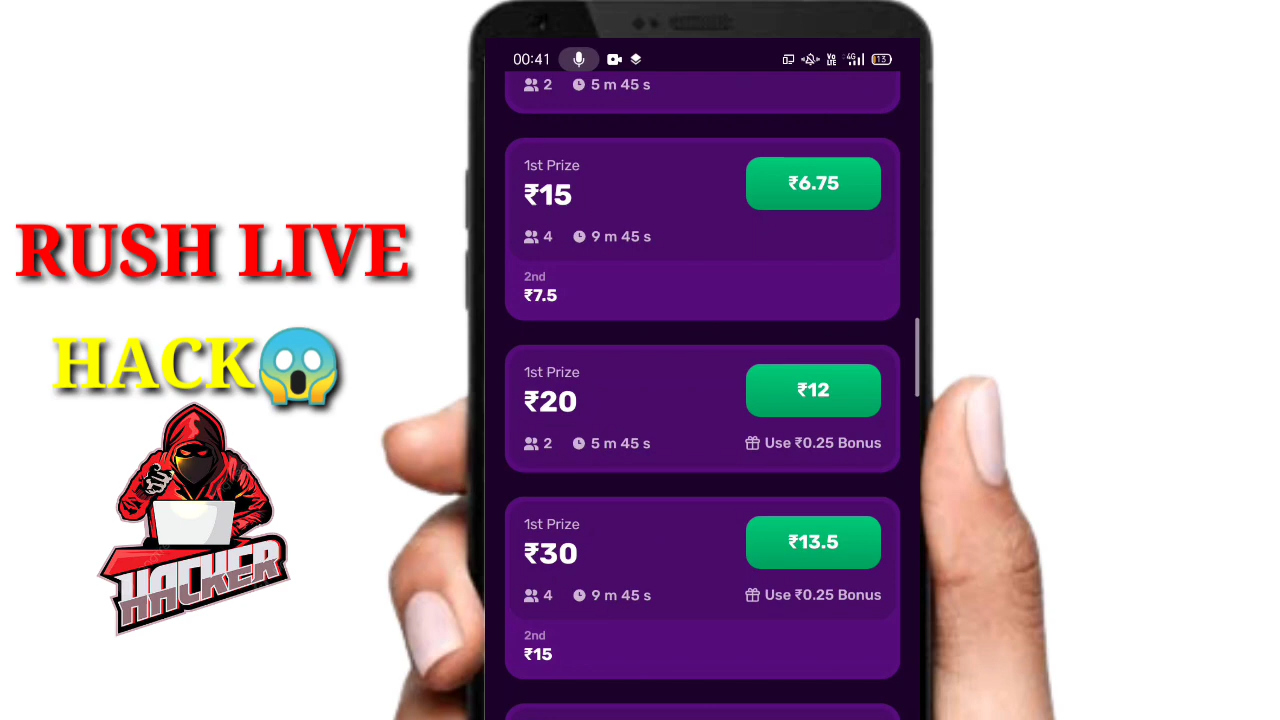 RUSH LIVE
HACK😱
HACKER
00:41
4G
13
2
5 m 45 s
1st Prize
₹15
₹6.75
4
9 m 45 s
2nd
₹7.5
1st Prize
₹20
₹12
2
5 m 45 s
Use ₹0.25 Bonus
1st Prize
₹30
₹13.5
4
9 m 45 s
Use ₹0.25 Bonus
2nd
₹15